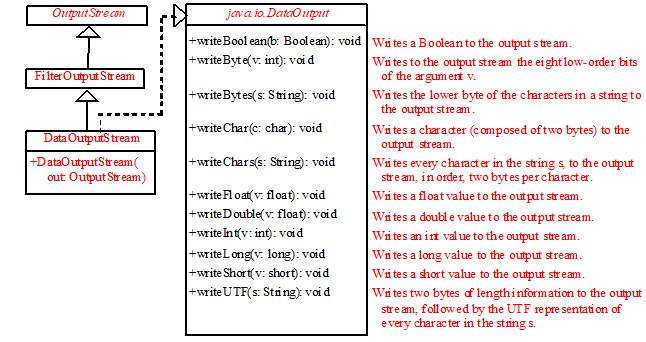 OutputStream
FilterOutputStream
DataOutputStream
+DataOutputStream(
out: OutputStream)
java.io.DataOutput
+writeBoolean(b: Boolean): void
Writes a Boolean to the output stream.
+writeByte(v: int): void
Writes to the output stream the eight low-order bits
of the argument v.
+writeBytes(s: String): void
Writes the lower byte of the characters in a string to
the output stream.
+writeChar(c: char): void
Writes a character (composed of two bytes) to the
output stream.
+writeChars(s: String): void
Writes every character in the string s, to the output
stream, in order, two bytes per character.
+writeFloat(v: float): void
Writes a float value to the output stream.
+writeDouble(v: float): void
Writes a double value to the output stream.
+writeInt(v: int): void
Writes an int value to the output stream.
+writeLong(v: long): void
Writes a long value to the output stream.
+writeShort(v: short): void
Writes a short value to the output stream.
+writeUTF(s: String): void
Writes two bytes of length information to the output
stream, followed by the UTF representation of
every character in the string s.